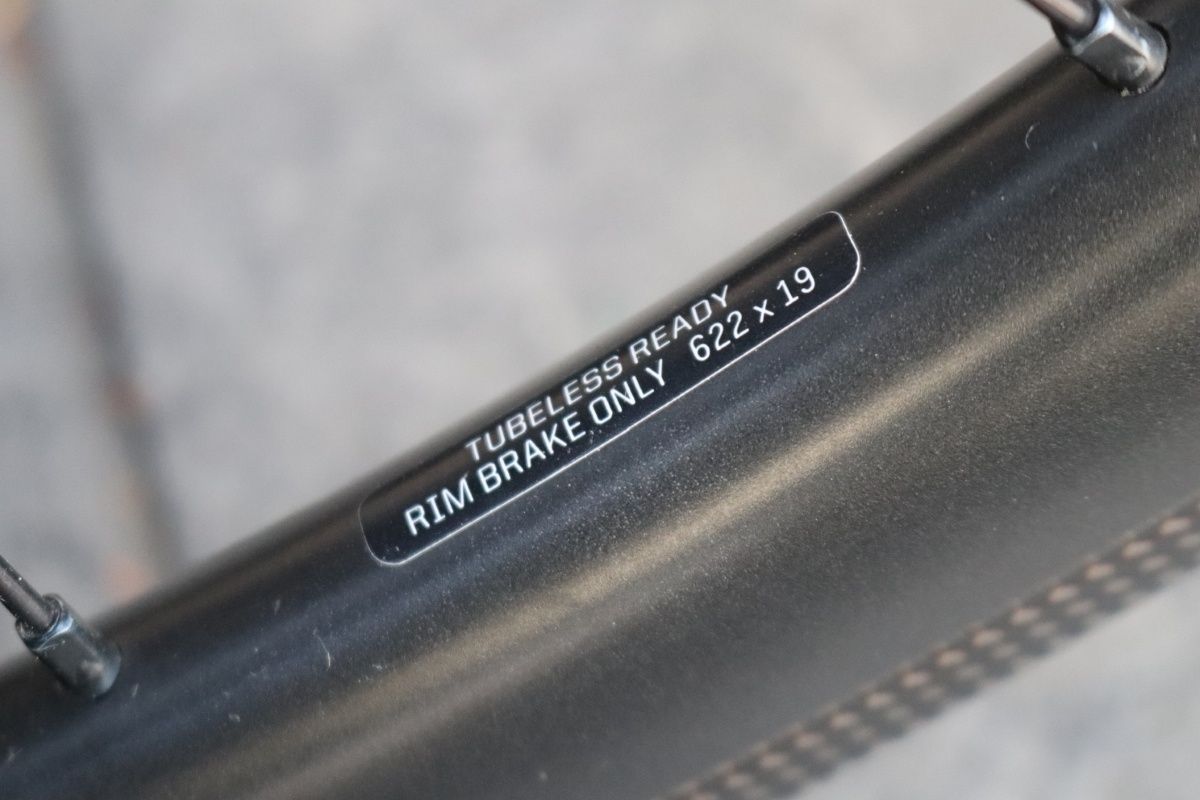 TUBELESS READY
RIM BRAKE ONLY 622 x 19